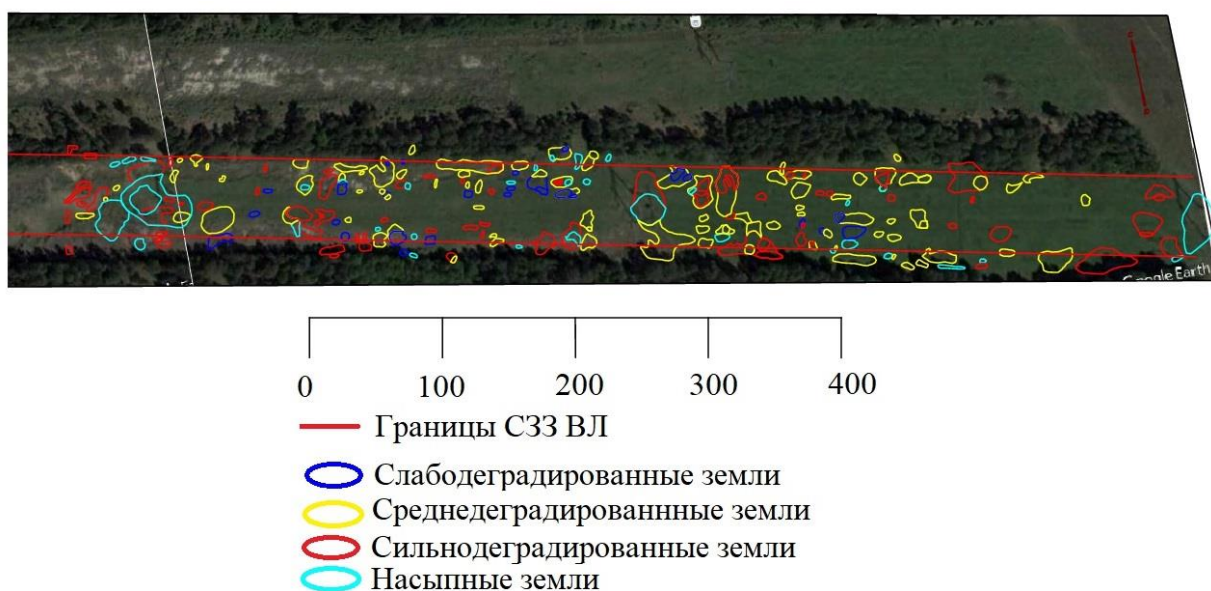 Google Earth
0 100 200 300 400
Границы СЗЗ ВЛ
Слабодеградированные земли
Среднедеградированнные земли
Сильнодеградированные земли
Насыпные земли